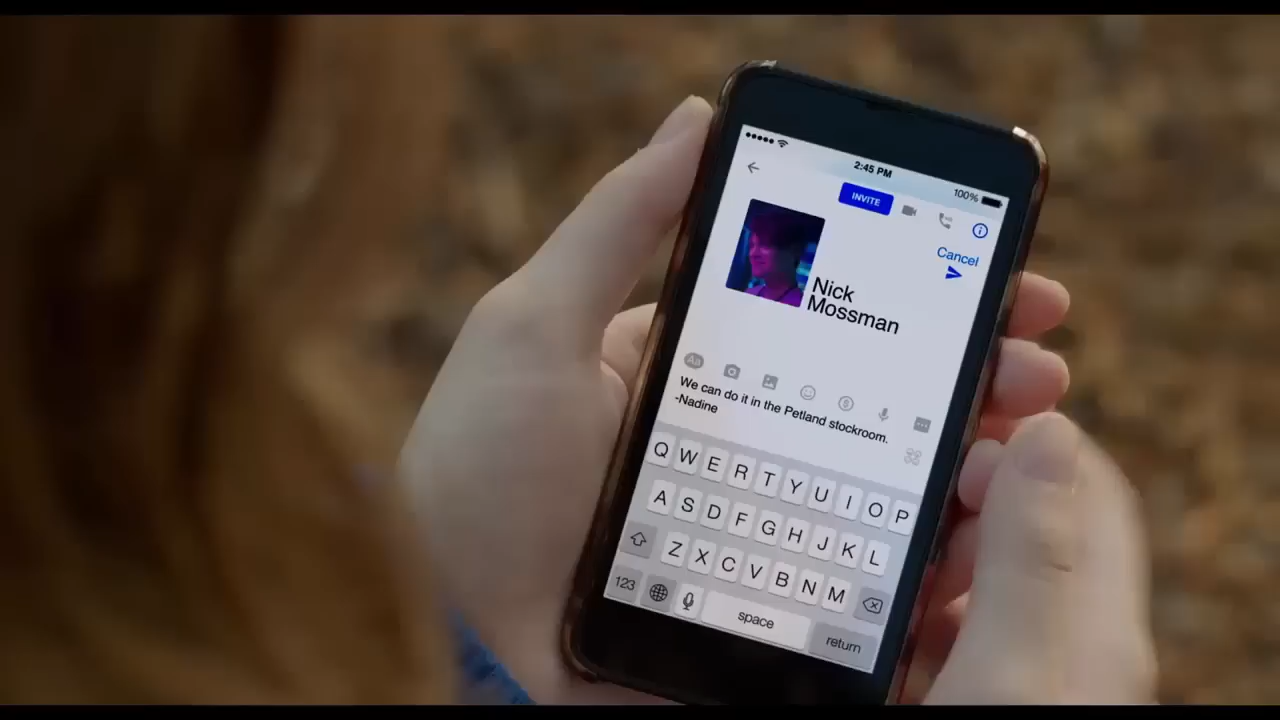 2:45 PM
100%
INVITE
Cancel
Nick
Mossman
Aa
We can do it in the Petland stockroom.
-Nadine
Q W E R T Y U I O P
A S D F G H J K L
Z X C V B N M
123
space
return